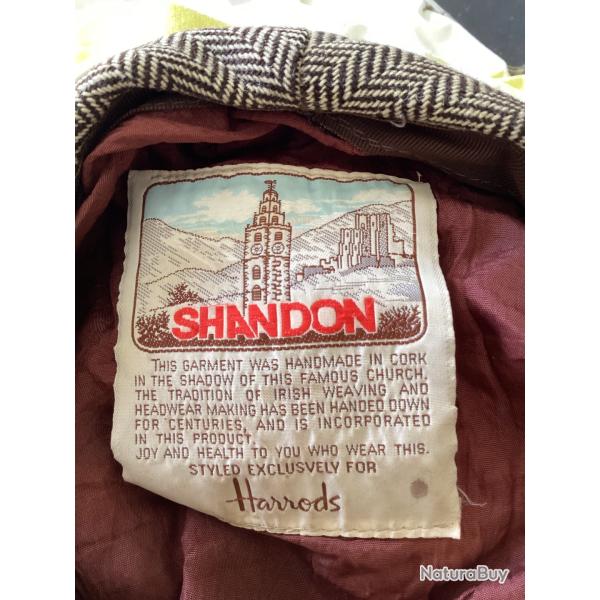 SHANDON
THIS GARMENT WAS HANDMADE IN CORK
IN THE SHADOW OF THIS FAMOUS CHURCH.
THE TRADITION OF IRISH WEAVING AND
HEADWEAR MAKING HAS BEEN HANDED DOWN
FOR CENTURIES, AND IS INCORPORATED
IN THIS PRODUCT.
JOY AND HEALTH TO YOU WHO WEAR THIS.
STYLED EXCLUSVELY FOR
Harrods
NaturaBuy